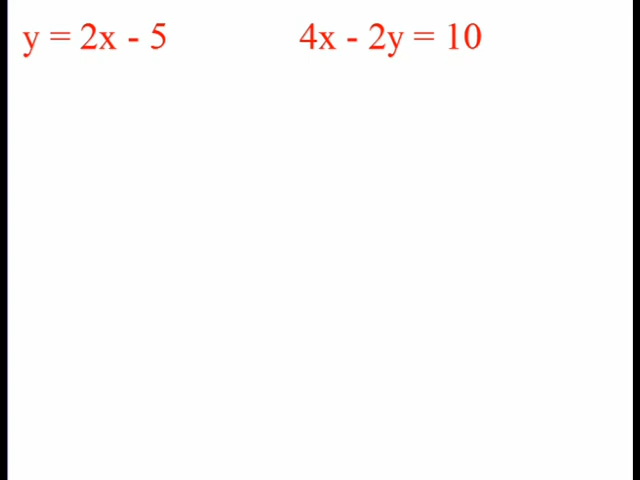 y = 2x - 5
4x - 2y = 10